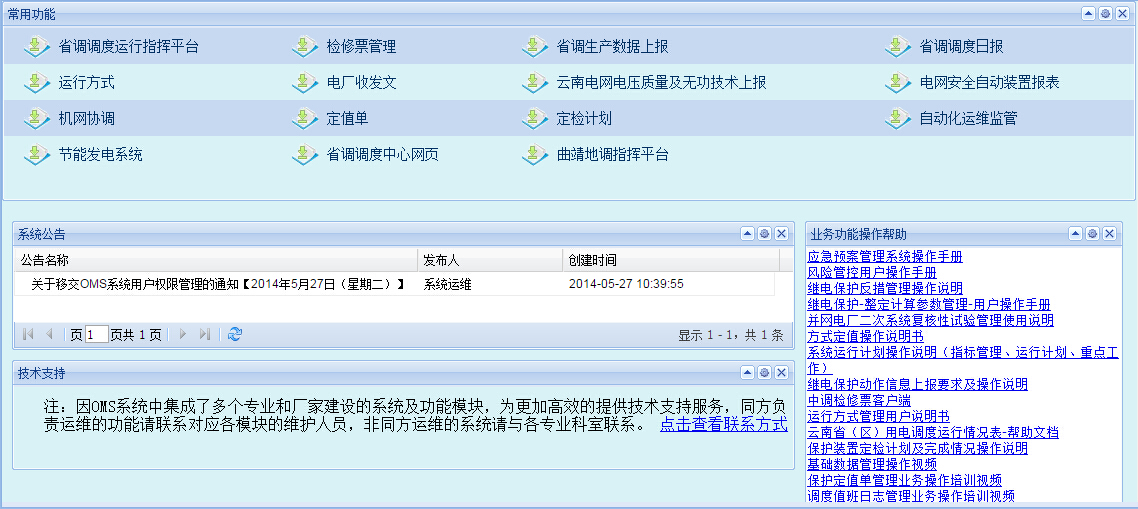 常用功能
省调调度运行指挥平台 检修票管理 省调生产数据上报 省调调度日报
运行方式 电厂收发文 云南电网电压质量及无功技术上报 电网安全自动装置报表
机网协调 定值单 定检计划 自动化运维监管
节能发电系统 省调调度中心网页 曲靖地调指挥平台
系统公告
公告名称 发布人 创建时间
关于移交OMS系统用户权限管理的通知【2014年5月27日（星期二）】 系统运维 2014-05-27 10:39:55
页 1 页共 1 页 显示 1 - 1，共 1 条
技术支持
注：因OMS系统中集成了多个专业和厂家建设的系统及功能模块，为更加高效的提供技术支持服务，同方负
责运维的功能请联系对应各模块的维护人员，非同方运维的系统请与各专业科室联系。 点击查看联系方式
业务功能操作帮助
应急预案管理系统操作手册
风险管控用户操作手册
继电保护反措管理操作说明
继电保护-整定计算参数管理-用户操作手册
并网电厂二次系统复核性试验管理使用说明
方式定值操作说明书
系统运行计划操作说明（指标管理、运行计划、重点工
作）
继电保护动作信息上报要求及操作说明
中调检修票客户端
运行方式管理用户说明书
云南省（区）用电调度运行情况表-帮助文档
保护装置定检计划及完成情况操作说明
基础数据管理操作视频
保护定值单管理业务操作培训视频
调度值班日志管理业务操作培训视频